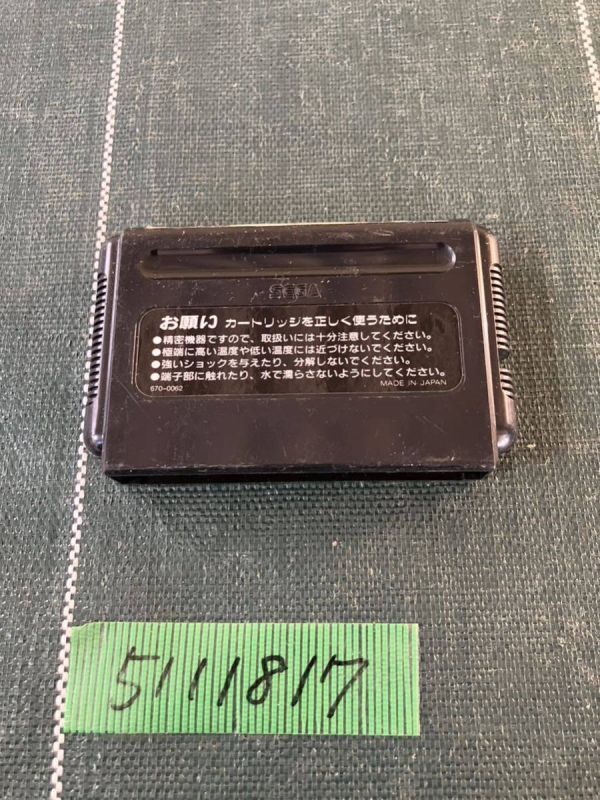 SEGA
お願い カートリッジを正しく使うために
●精密機器ですので、取扱いには十分注意してください。
●極端に高い温度や低い温度には近づけないでください。
●強いショックを与えたり、分解しないでください。
●端子部に触れたり、水で濡らさないようにしてください。
670-0062 MADE IN JAPAN
5111817